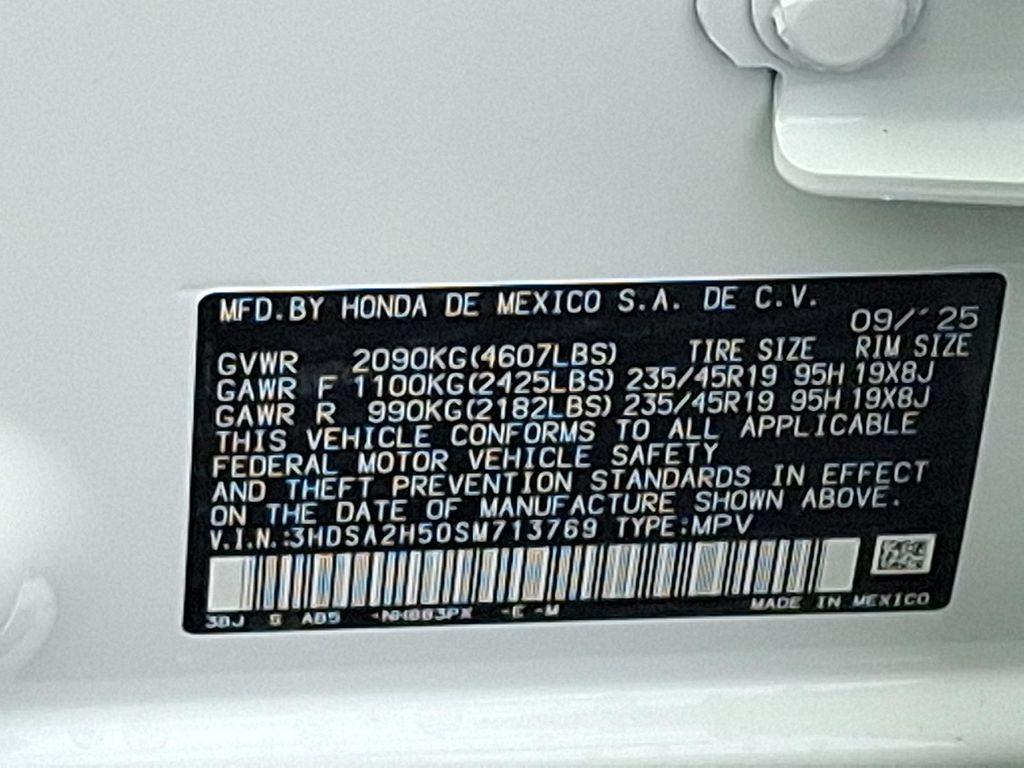 MFD.BY HONDA DE MEXICO S.A. DE C.V.
09/ 25
GVWR 2090KG(4607LBS) TIRE SIZE RIM SIZE
GAWR F 1100KG(2425LBS) 235/45R19 95H 19X8J
GAWR R 990KG(2182LBS) 235/45R19 95H 19X8J
THIS VEHICLE CONFORMS TO ALL APPLICABLE
FEDERAL MOTOR VEHICLE SAFETY
AND THEFT PREVENTION STANDARDS IN EFFECT
ON THE DATE OF MANUFACTURE SHOWN ABOVE.
V.I.N.:3HDSA2H50SM713769 TYPE:MPV
MADE IN MEXICO